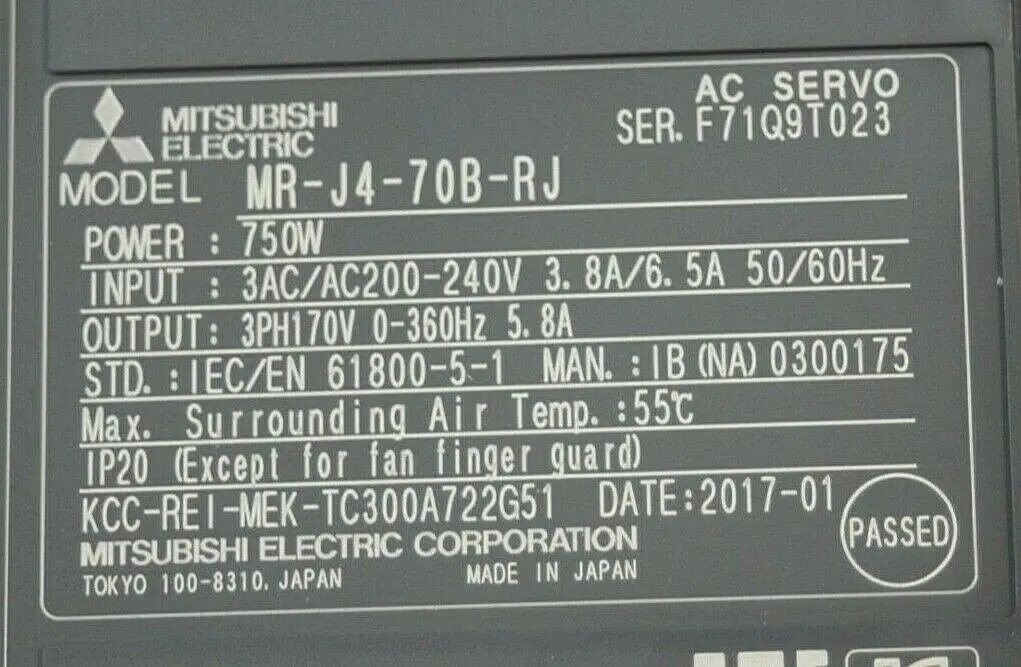 AC SERVO
MITSUBISHI
ELECTRIC
SER. F71Q9T023
MODEL MR-J4-70B-RJ
POWER : 750W
INPUT : 3AC/AC200-240V 3.8A/6.5A 50/60Hz
OUTPUT: 3PH170V 0-360Hz 5.8A
STD. : IEC/EN 61800-5-1 MAN. : IB (NA) 0300175
Max. Surrounding Air Temp. :55℃
IP20 (Except for fan finger guard)
KCC-REI-MEK-TC300A722G51 DATE:2017-01
PASSED
MITSUBISHI ELECTRIC CORPORATION
TOKYO 100-8310, JAPAN MADE IN JAPAN